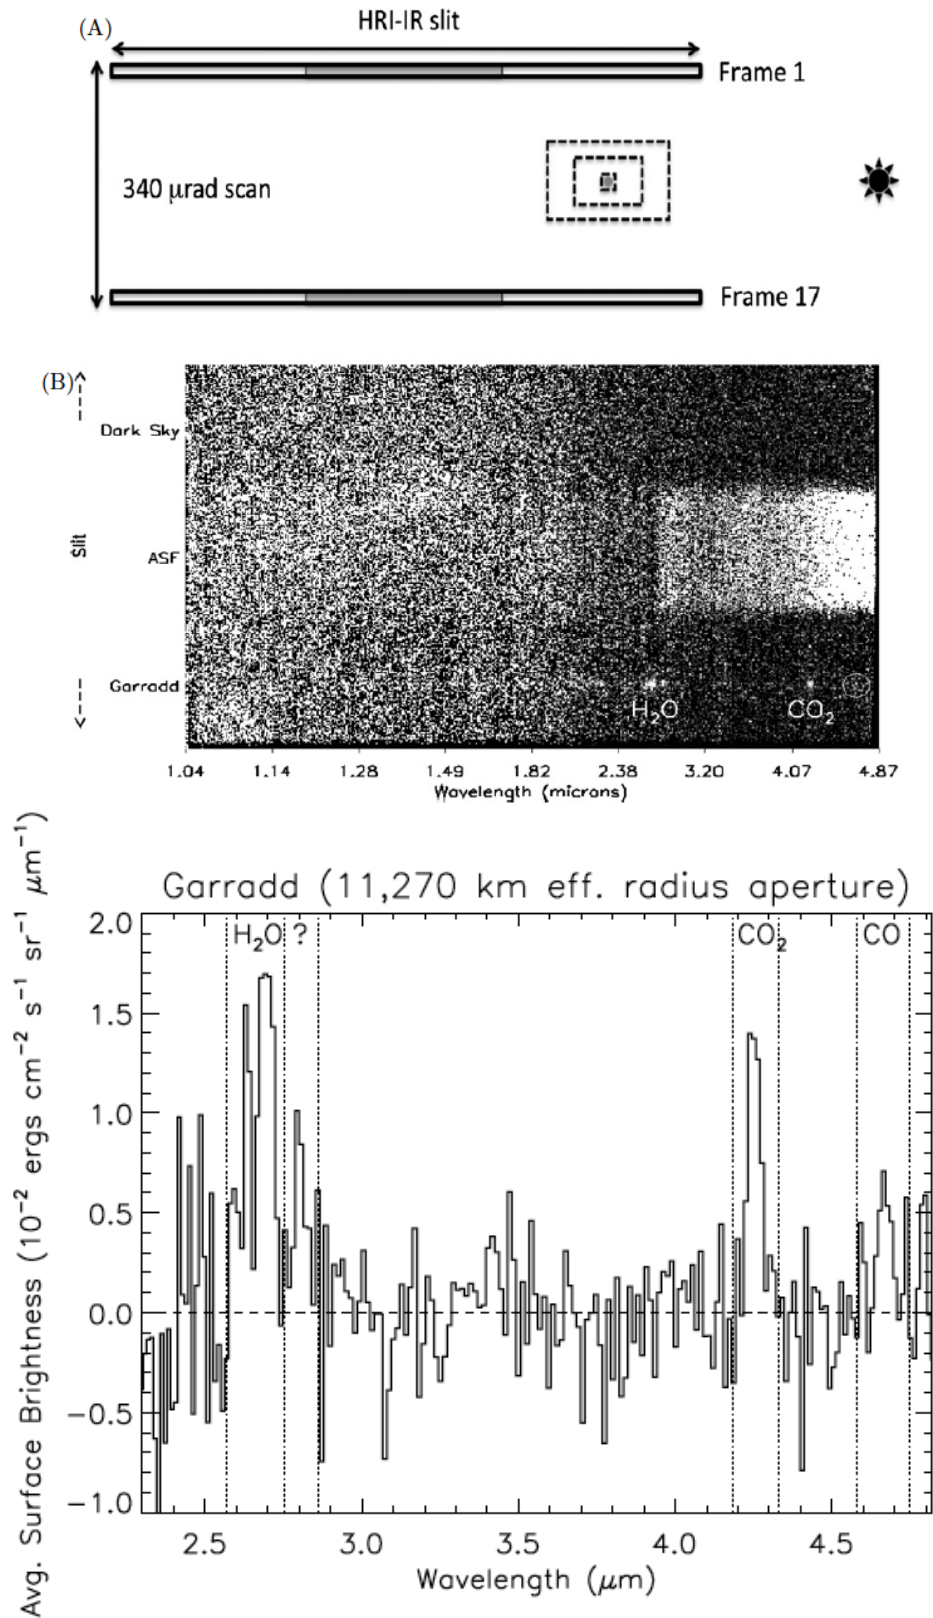 (A)
HRI-IR slit
Frame 1
340 μrad scan
Frame 17
(B)
Dark Sky
Slit
ASF
Garradd
H₂O CO₂
1.04 1.14 1.28 1.49 1.82 2.38 3.20 4.07 4.87
Wavelength (microns)
Garradd (11,270 km eff. radius aperture)
Avg. Surface Brightness (10⁻² ergs cm⁻² s⁻¹ sr⁻¹ μm⁻¹)
H₂O ? CO₂ CO
2.0
1.5
1.0
0.5
0.0
−0.5
−1.0
2.5 3.0 3.5 4.0 4.5
Wavelength (μm)